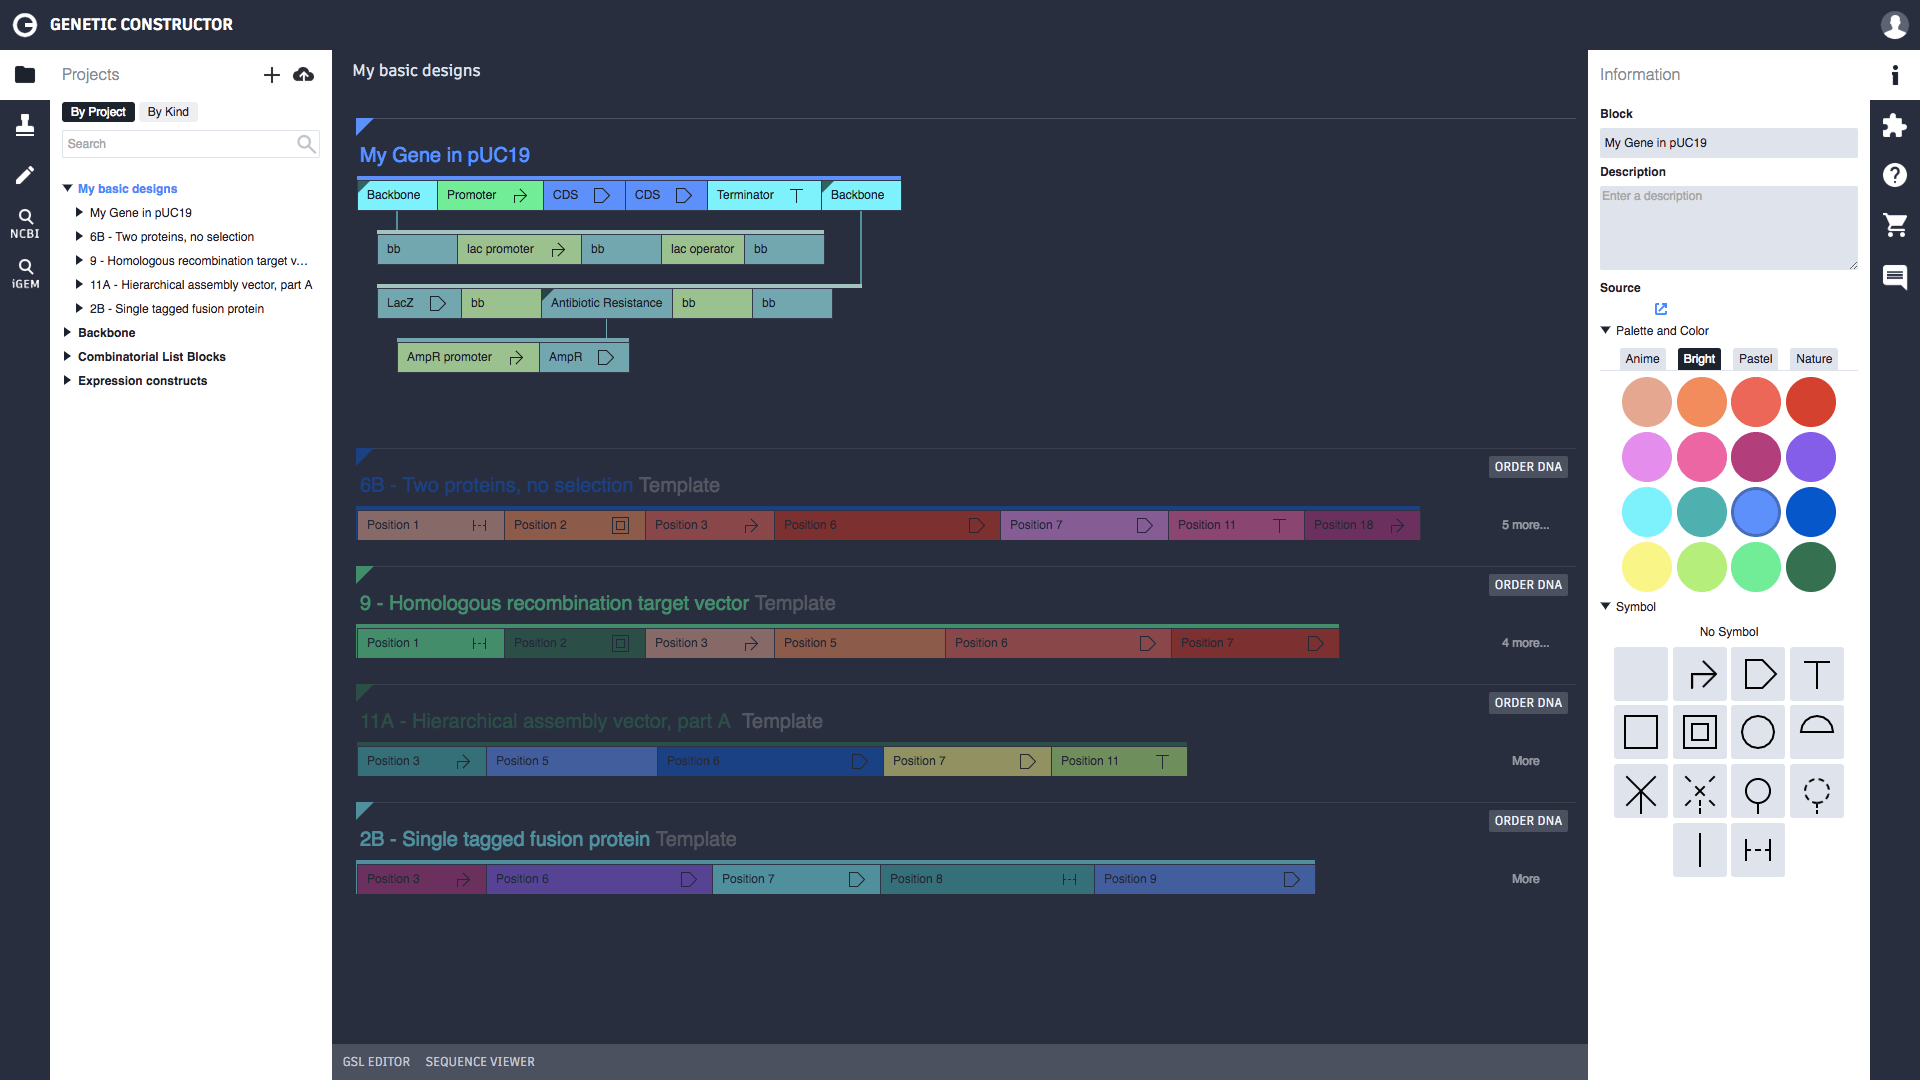 GENETIC CONSTRUCTOR
Projects
By Project By Kind
Search
My basic designs
My Gene in pUC19
6B - Two proteins, no selection
9 - Homologous recombination target v...
11A - Hierarchical assembly vector, part A
2B - Single tagged fusion protein
Backbone
Combinatorial List Blocks
Expression constructs
NCBI
iGEM
My basic designs
My Gene in pUC19
Backbone Promoter CDS CDS Terminator Backbone
bb lac promoter bb lac operator bb
LacZ bb Antibiotic Resistance bb bb
AmpR promoter AmpR
ORDER DNA
6B - Two proteins, no selection Template
Position 1 Position 2 Position 3 Position 6 Position 7 Position 11 Position 18 5 more...
ORDER DNA
9 - Homologous recombination target vector Template
Position 1 Position 2 Position 3 Position 5 Position 6 Position 7 4 more...
ORDER DNA
11A - Hierarchical assembly vector, part A Template
Position 3 Position 5 Position 6 Position 7 Position 11 More
ORDER DNA
2B - Single tagged fusion protein Template
Position 3 Position 6 Position 7 Position 8 Position 9 More
GSL EDITOR SEQUENCE VIEWER
Information
Block
My Gene in pUC19
Description
Enter a description
Source
Palette and Color
Anime Bright Pastel Nature
Symbol
No Symbol